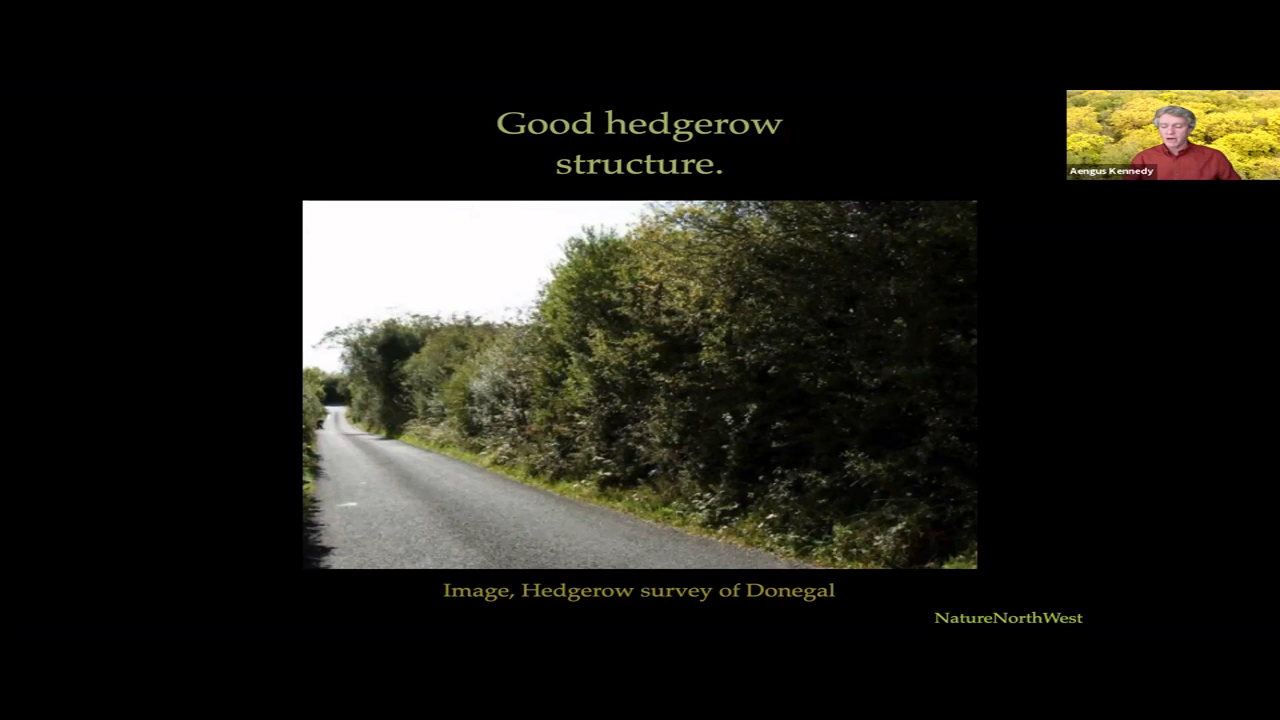 Good hedgerow
structure.
Aengus Kennedy
Image, Hedgerow survey of Donegal
NatureNorthWest